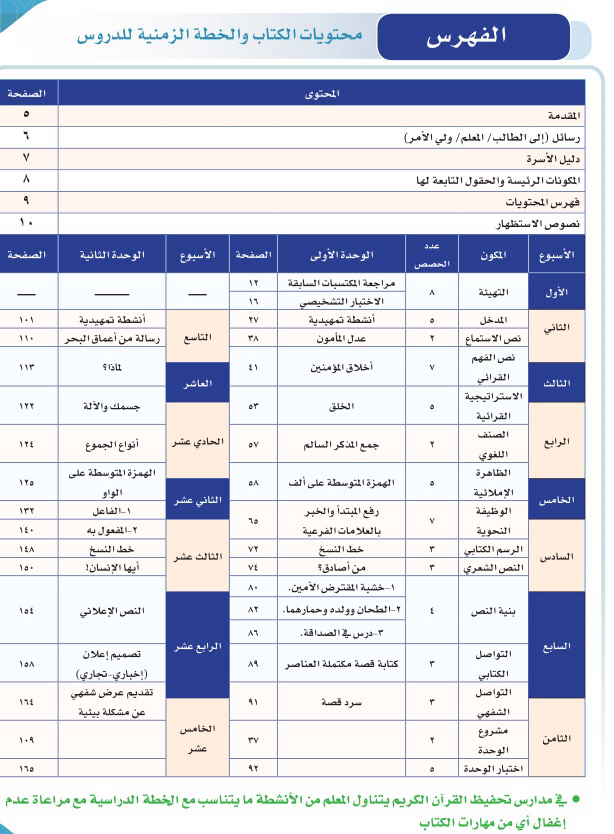 الفهرس
محتويات الكتاب والخطة الزمنية للدروس
المحتوى الصفحة
المقدمة ٥
رسائل (إلى الطالب/ المعلم/ ولي الأمر) ٦
دليل الأسرة ٧
المكونات الرئيسة والحقول التابعة لها ٨
فهرس المحتويات ٩
نصوص الاستظهار ١٠
الأسبوع المكون عدد الحصص الوحدة الأولى الصفحة الأسبوع الوحدة الثانية الصفحة
الأول التهيئة ٨ مراجعة المكتسبات السابقة ١٢ — — —
الاختبار التشخيصي ١٦
الثاني المدخل ٥ أنشطة تمهيدية ٢٧ التاسع أنشطة تمهيدية ١٠١
نص الاستماع ٢ عدل المأمون ٣٨ رسالة من أعماق البحر ١١٠
نص الفهم القرائي ٧ أخلاق المؤمنين ٤١ لماذا؟ ١١٣
الثالث العاشر
الاستراتيجية القرائية ٥ الخلق ٥٣ جسمك والآلة ١٢٢
الرابع الحادي عشر
الصنف اللغوي ٢ جمع المذكر السالم ٥٧ أنواع الجموع ١٢٤
الظاهرة الإملائية ٥ الهمزة المتوسطة على ألف ٥٨ الهمزة المتوسطة على الواو ١٢٥
الخامس الثاني عشر
الوظيفة النحوية ٧ رفع المبتدأ والخبر بالعلامات الفرعية ٦٥ ١-الفاعل ١٣٢
٢-المفعول به ١٤٠
السادس الثالث عشر
الرسم الكتابي ٣ خط النسخ ٧٢ خط النسخ ١٤٨
النص الشعري ٣ من أصادق؟ ٧٤ أيها الإنسان! ١٥٠
السابع بنية النص ٤ ١-خشبة المقترض الأمين. ٨٠ الرابع عشر النص الإعلاني ١٥٤
٢-الطحان وولده وحمارهما. ٨٢
٣-درس في الصداقة. ٨٦
التواصل الكتابي ٣ كتابة قصة مكتملة العناصر ٨٩ تصميم إعلان (إخباري-تجاري) ١٥٨
التواصل الشفهي ٣ سرد قصة ٩١ تقديم عرض شفهي عن مشكلة بيئية ١٦٤
الثامن الخامس عشر
مشروع الوحدة ٢ ٣٧ ١٠٩
اختبار الوحدة ٥ ٩٢ ١٦٥
• في مدارس تحفيظ القرآن الكريم يتناول المعلم من الأنشطة ما يتناسب مع الخطة الدراسية مع مراعاة عدم
إغفال أي من مهارات الكتاب